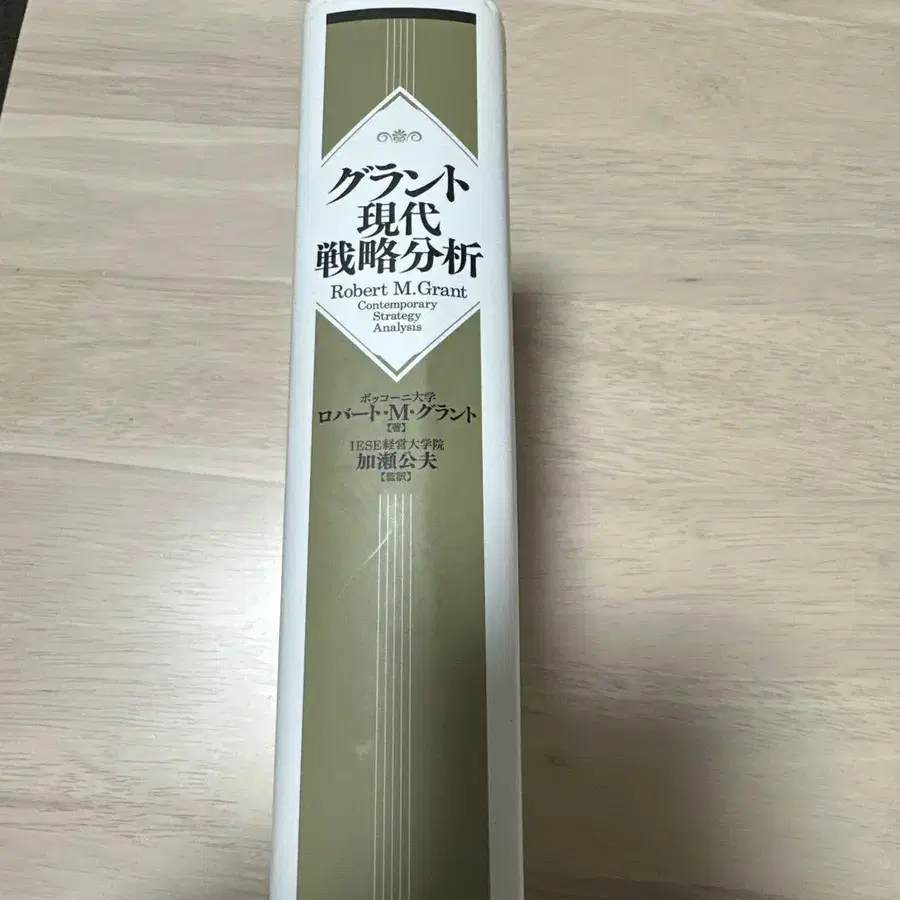 グラント
現代
戦略分析
Robert M.Grant
Contemporary
Strategy
Analysis
ボッコーニ大学
ロバート・M・グラント
【著】
IESE経営大学院
加瀬公夫
【監訳】